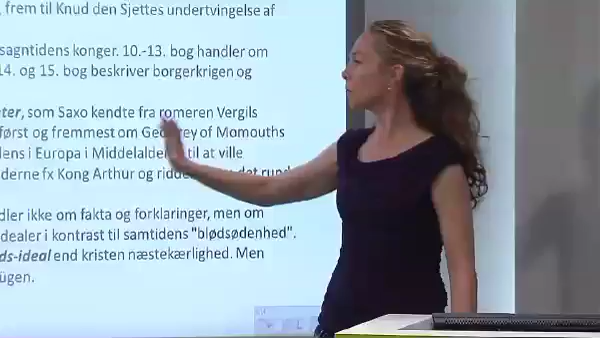 , frem til Knud den Sjettes undertvingelse af
sagntidens konger. 10.-13. bog handler om
14. og 15. bog beskriver borgerkrigen og
ter, som Saxo kendte fra romeren Vergils
først og fremmest om Geoffrey of Momouths
dens i Europa i Middelalderen til at ville
derne fx Kong Arthur og det rund
dler ikke om fakta og forklaringer, men om
dealer i kontrast til samtidens "blødsødenhed".
ds-ideal end kristen næstekærlighed. Men
ügen.